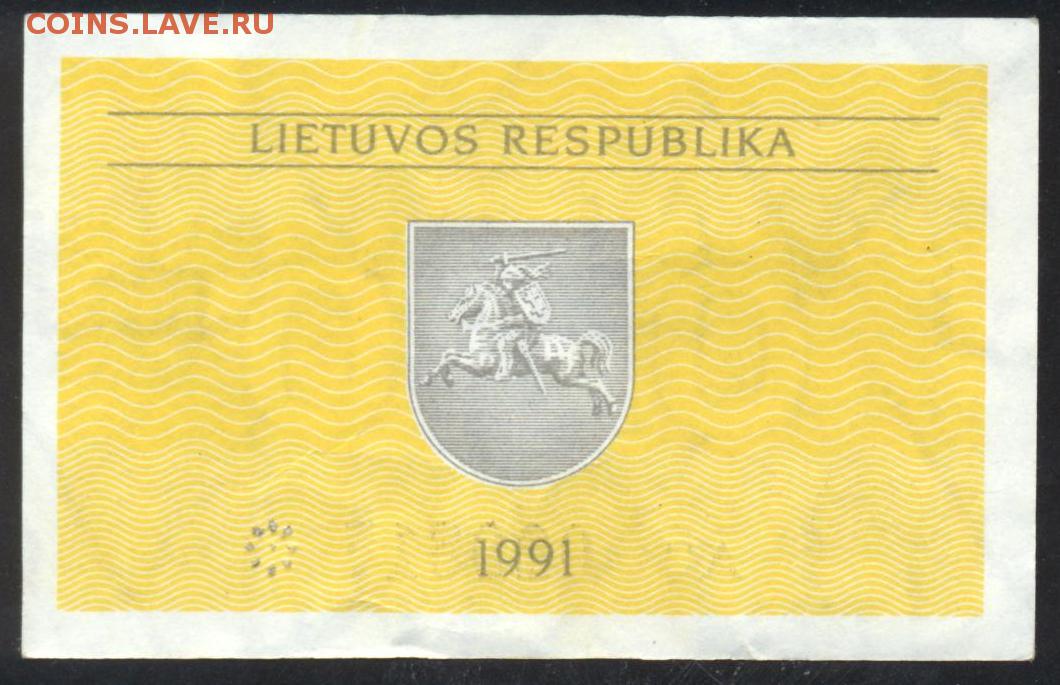 COINS.LAVE.RU
LIETUVOS RESPUBLIKA
1991